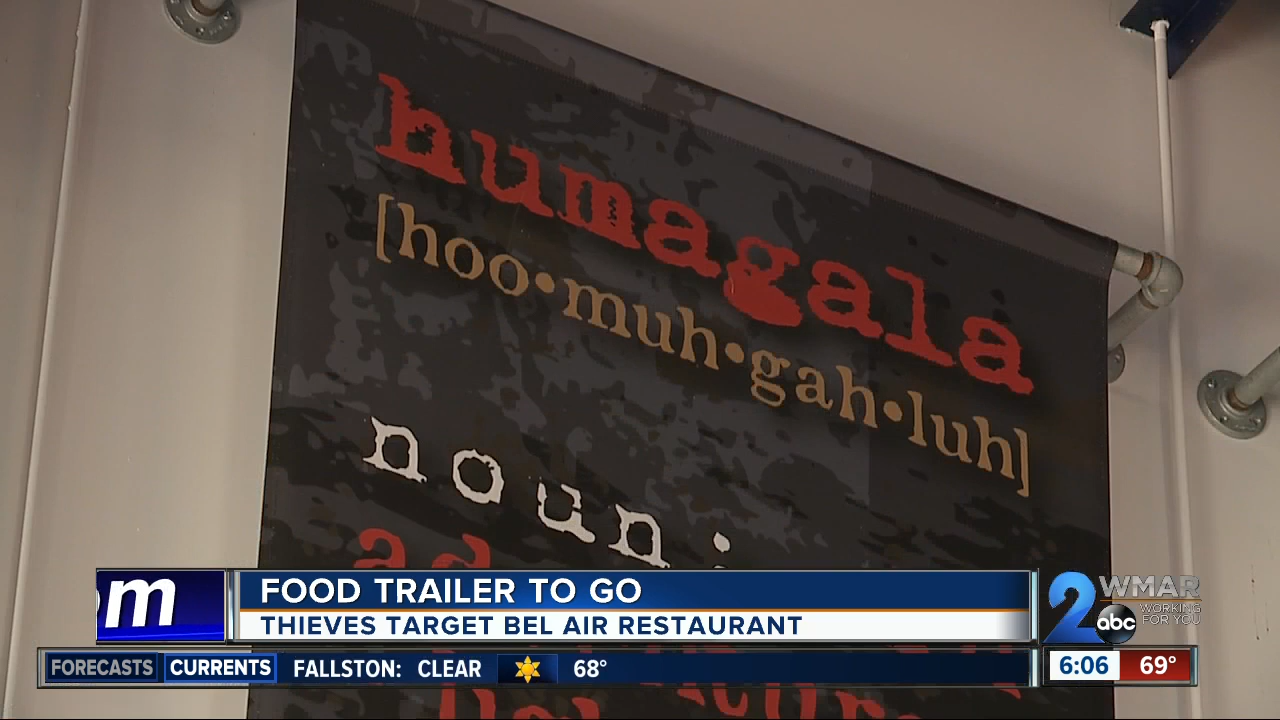 humagala
[hoo•muh•gah•luh]
noun:
m
FOOD TRAILER TO GO
THIEVES TARGET BEL AIR RESTAURANT
2 WMAR
abc
WORKING
FOR YOU
FORECASTS CURRENTS FALLSTON: CLEAR 68°
6:06 69°